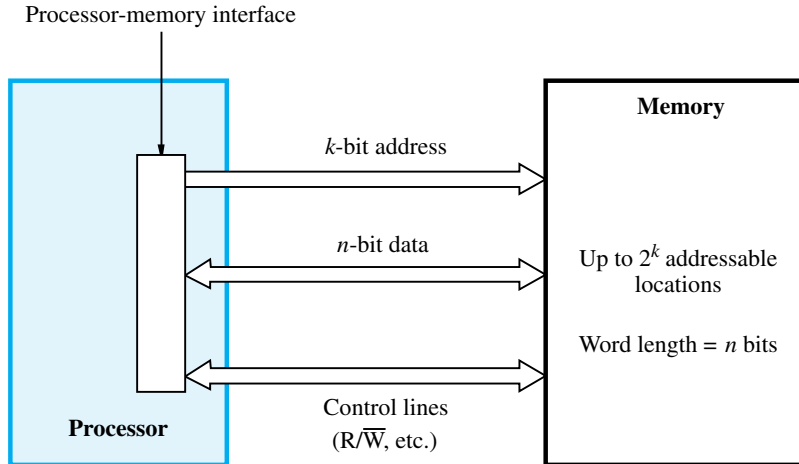 Processor-memory interface
Memory
k-bit address
n-bit data
Up to 2^k addressable
locations
Word length = n bits
Control lines
(R/W̅, etc.)
Processor